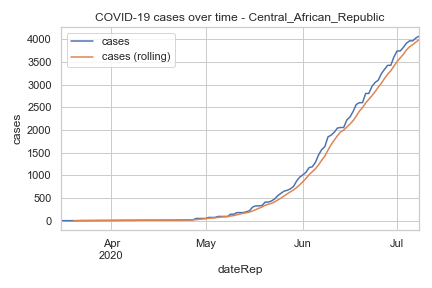 COVID-19 cases over time - Central_African_Republic
cases
cases (rolling)
cases
4000
3500
3000
2500
2000
1500
1000
500
0
Apr
2020
May
Jun
Jul
dateRep